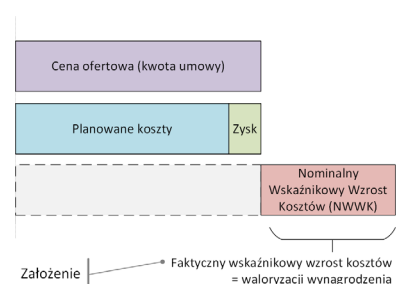 Cena ofertowa (kwota umowy)
Planowane koszty
Zysk
Nominalny
Wskaźnikowy Wzrost
Kosztów (NWWK)
Założenie
Faktyczny wskaźnikowy wzrost kosztów
= waloryzacji wynagrodzenia